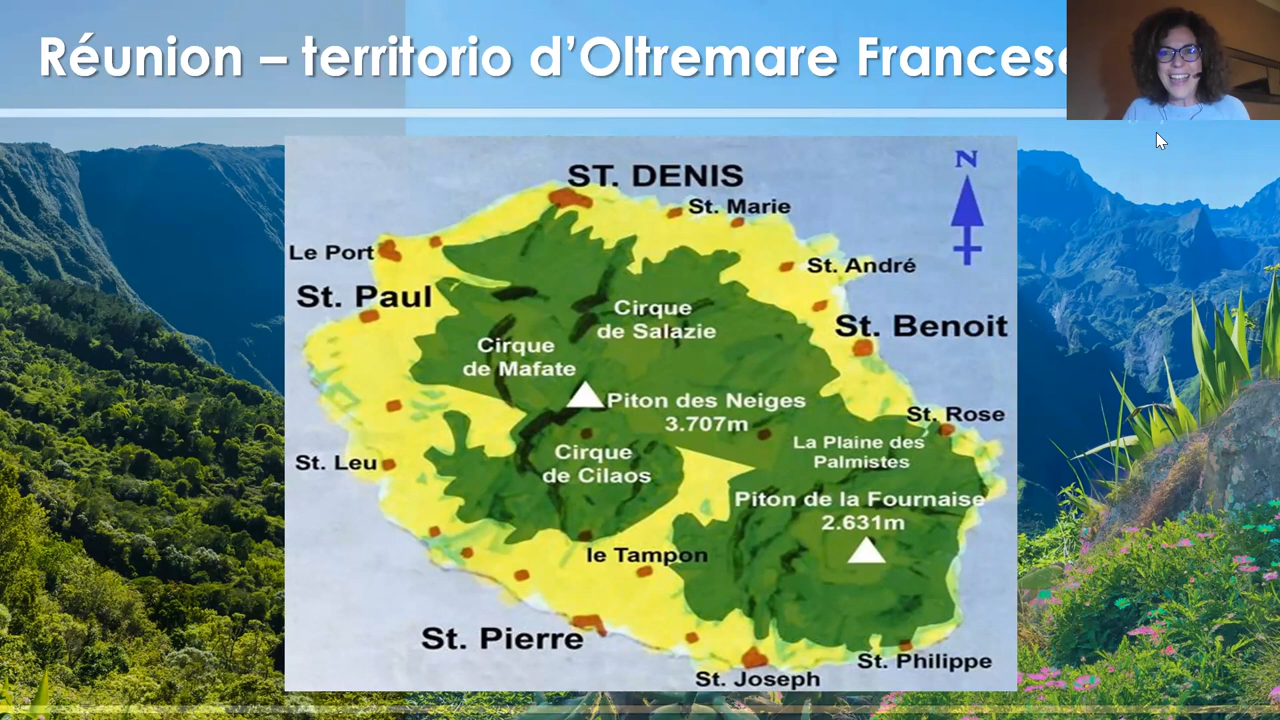 Réunion – territorio d’Oltremare Francese
N
ST. DENIS
St. Marie
Le Port
St. André
St. Paul
Cirque
de Salazie
St. Benoit
Cirque
de Mafate
Piton des Neiges
3.707m
St. Rose
La Plaine des
Palmistes
Cirque
de Cilaos
St. Leu
Piton de la Fournaise
2.631m
le Tampon
St. Pierre
St. Philippe
St. Joseph